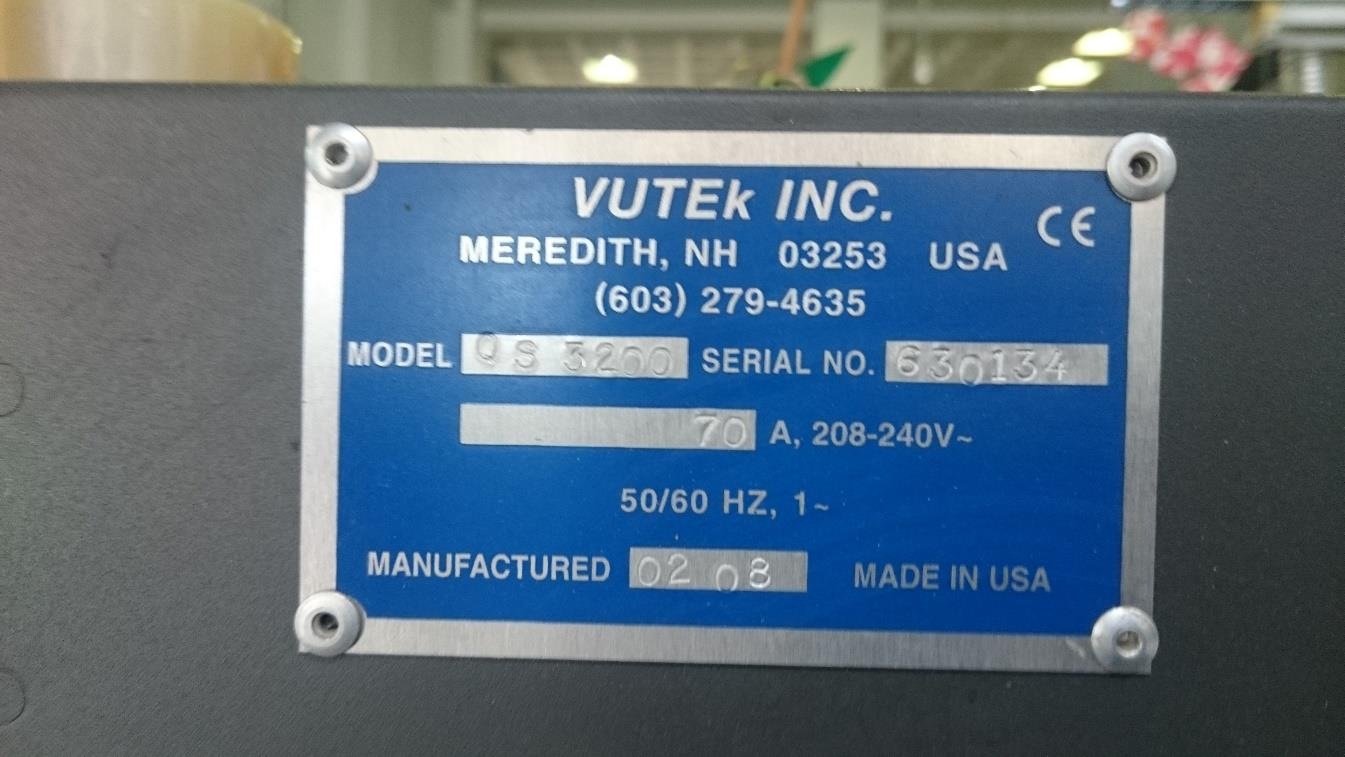 VUTEk INC.
CE
MEREDITH, NH 03253 USA
(603) 279-4635
MODEL QS 3200 SERIAL NO. 630134
70 A, 208-240V~
50/60 HZ, 1~
MANUFACTURED 02 08 MADE IN USA